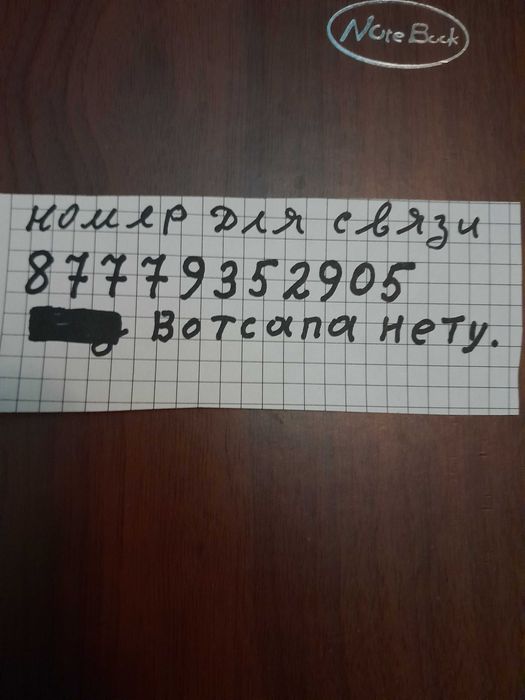 Note Book
номер для связи
87779352905
Вотсапа нету.